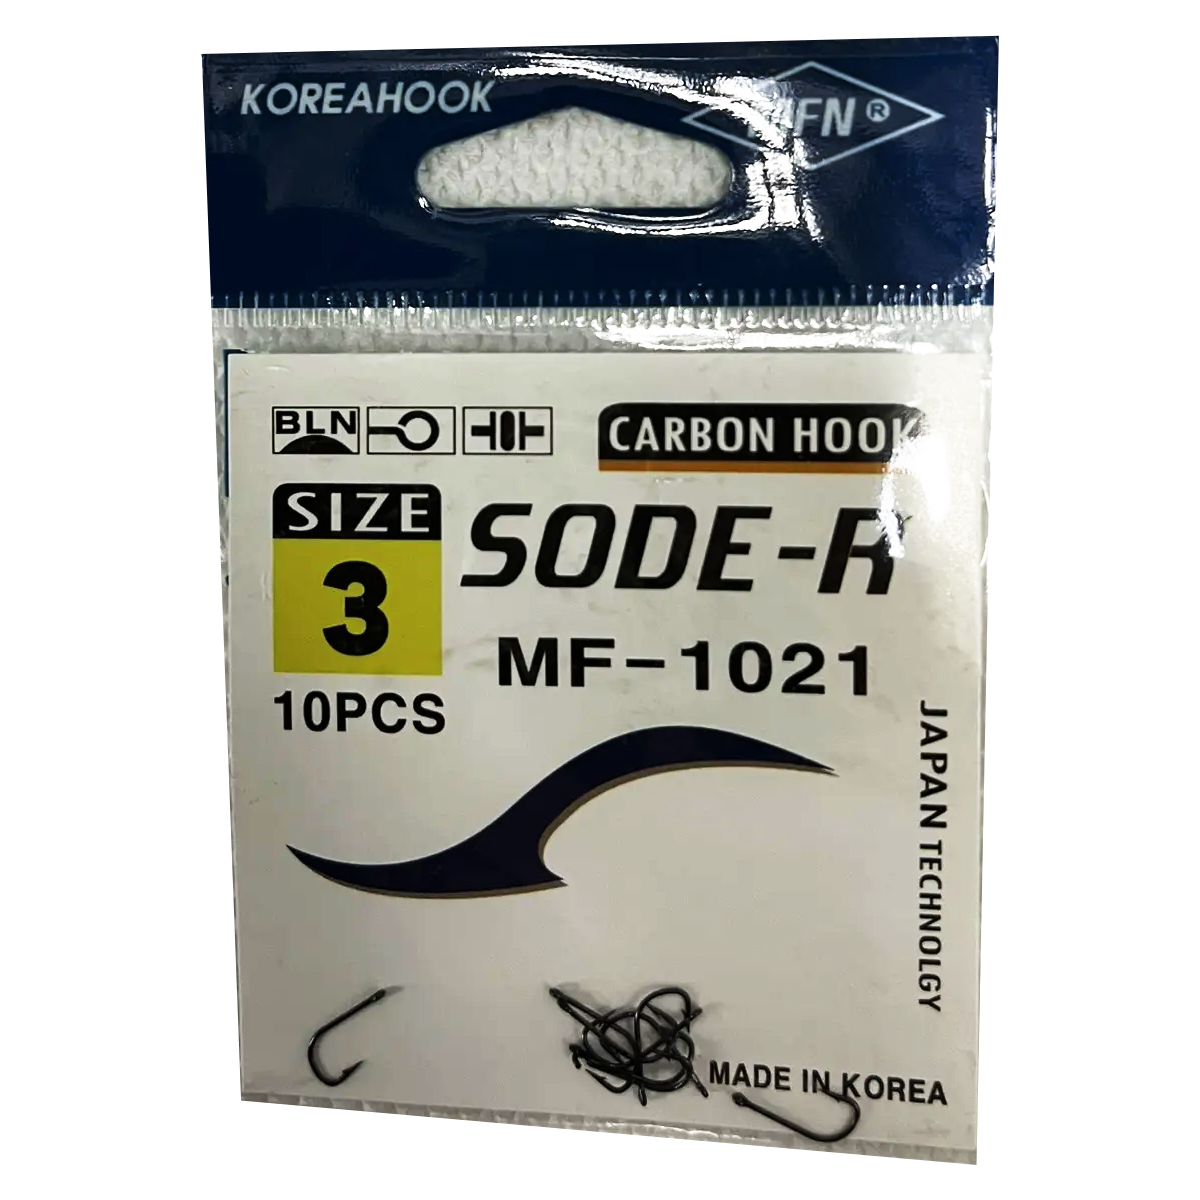 KOREAHOOK
BLN
CARBON HOOK
SIZE
3
10PCS
SODE-R
MF-1021
JAPAN TECHNOLGY
MADE IN KOREA